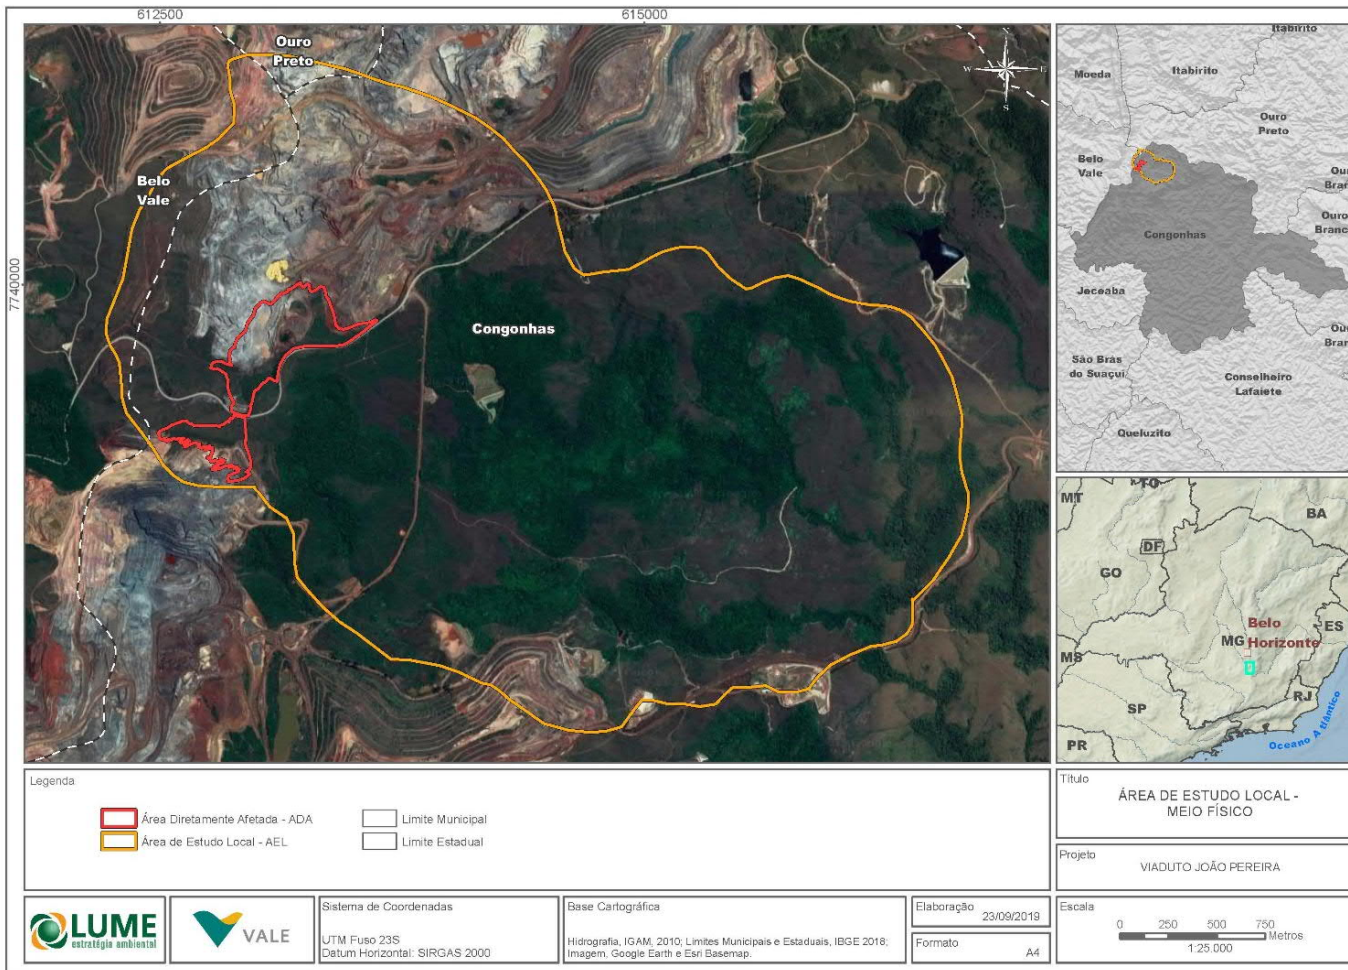 612500
615000
7740000
Ouro
Preto
Belo
Vale
Congonhas
N
W
E
S
Itabirito
Moeda
Itabirito
Ouro
Preto
Belo
Vale
Ouro
Branc
Congonhas
Jeceaba
São Bras
do Suaçui
Conselheiro
Lafaiete
Queluzito
MT
TO
BA
DF
GO
Belo
Horizonte
MG
ES
MS
SP
RJ
PR
Oceano Atlântico
Legenda
Área Diretamente Afetada - ADA
Limite Municipal
Área de Estudo Local - AEL
Limite Estadual
Título
ÁREA DE ESTUDO LOCAL -
MEIO FÍSICO
Projeto
VIADUTO JOÃO PEREIRA
LUME
estratégia ambiental
VALE
Sistema de Coordenadas
UTM Fuso 23S
Datum Horizontal: SIRGAS 2000
Base Cartográfica
Hidrografia, IGAM, 2010; Limites Municipais e Estaduais, IBGE 2018;
Imagem, Google Earth e Esri Basemap.
Elaboração
23/09/2019
Formato
A4
Escala
0 250 500 750
Metros
1:25.000